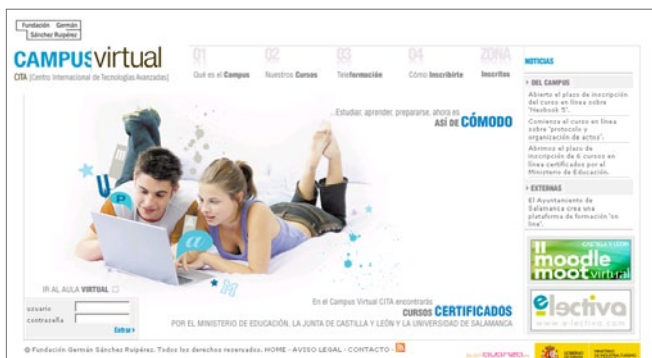 Fundación Germán
Sánchez Ruipérez
CAMPUSvirtual
CITA [Centro Internacional de Tecnologías Avanzadas]
01
Qué es el Campus
02
Nuestros Cursos
03
Teleformación
04
Cómo Inscribirte
ZONA
Inscritos
Estudiar, aprender, prepararse, ahora es
ASÍ DE CÓMODO
U
P
a
M
IR AL AULA VIRTUAL
usuario
contraseña
Entrar>
En el Campus Virtual CITA encontrarás
CURSOS CERTIFICADOS
POR EL MINISTERIO DE EDUCACIÓN, LA JUNTA DE CASTILLA Y LEÓN Y LA UNIVERSIDAD DE SALAMANCA
NOTICIAS
> DEL CAMPUS
Abierto el plazo de inscripción
del curso en línea sobre
'Neobook 5'.
Comienza el curso en línea
sobre 'protocolo y
organización de actos'.
Abrimos el plazo de
inscripción de 6 cursos en
línea certificados por el
Ministerio de Educación.
> EXTERNAS
El Ayuntamiento de
Salamanca crea una
plataforma de formación 'on
line'.
II
CASTILLA Y LEÓN
moodle
moot virtual
electiva
www.e-lectiva.com
© Fundación Germán Sánchez Ruipérez. Todos los derechos reservados. HOME - AVISO LEGAL - CONTACTO -